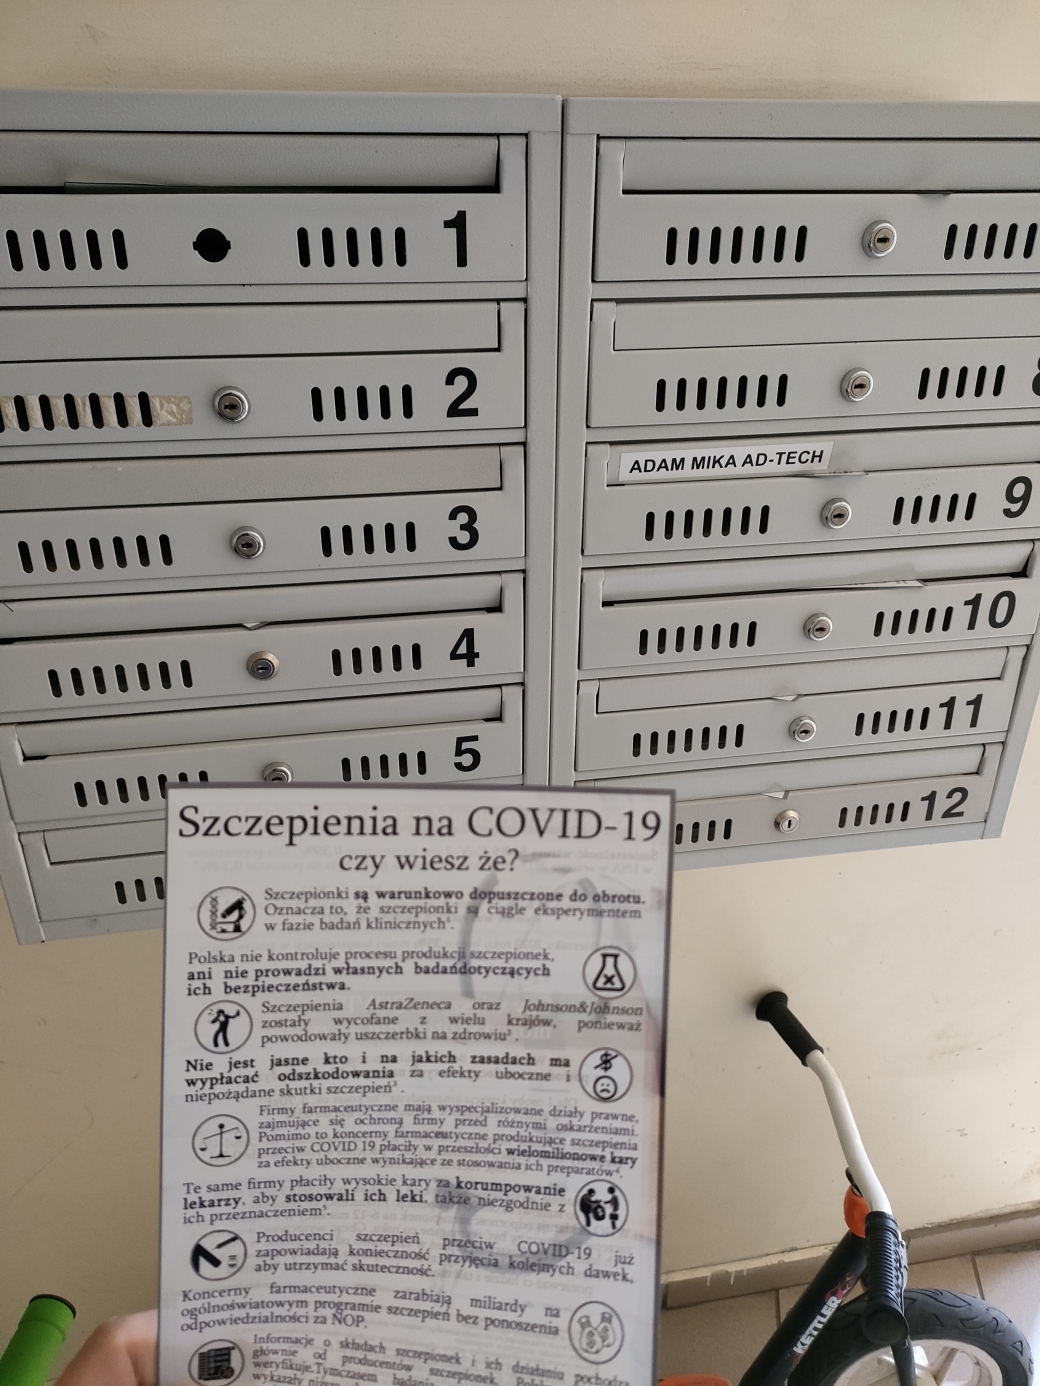 1
2
3
4
5
ADAM MIKA AD-TECH
9
10
11
12
Szczepienia na COVID-19
czy wiesz że?
Szczepionki są warunkowo dopuszczone do obrotu.
Oznacza to, że szczepionki są ciągle eksperymentem
w fazie badań klinicznych¹.
Polska nie kontroluje procesu produkcji szczepionek,
ani nie prowadzi własnych badańdotyczących
ich bezpieczeństwa.
Szczepienia AstraZeneca oraz Johnson&Johnson
zostały wycofane z wielu krajów, ponieważ
powodowały uszczerbki na zdrowiu².
Nie jest jasne kto i na jakich zasadach ma
wypłacać odszkodowania za efekty uboczne i
niepożądane skutki szczepień³.
Firmy farmaceutyczne mają wyspecjalizowane działy prawne,
zajmujące się ochroną firmy przed różnymi oskarżeniami.
Pomimo to koncerny farmaceutyczne produkujące szczepienia
przeciw COVID 19 płaciły w przeszłości wielomilionowe kary
za efekty uboczne wynikające ze stosowania ich preparatów⁴.
Te same firmy płaciły wysokie kary za korumpowanie
lekarzy, aby stosowali ich leki, także niezgodnie z
ich przeznaczeniem⁵.
Producenci szczepień przeciw COVID-19 już
zapowiadają konieczność przyjęcia kolejnych dawek,
aby utrzymać skuteczność.
Koncerny farmaceutyczne zarabiają miliardy na
ogólnoświatowym programie szczepień bez ponoszenia
odpowiedzialności za NOP.
Informacje o składach szczepionek i ich działaniu pochodzą
głównie od producentów szczepionek.
weryfikuje.Tymczasem
wykazały
KETTLER